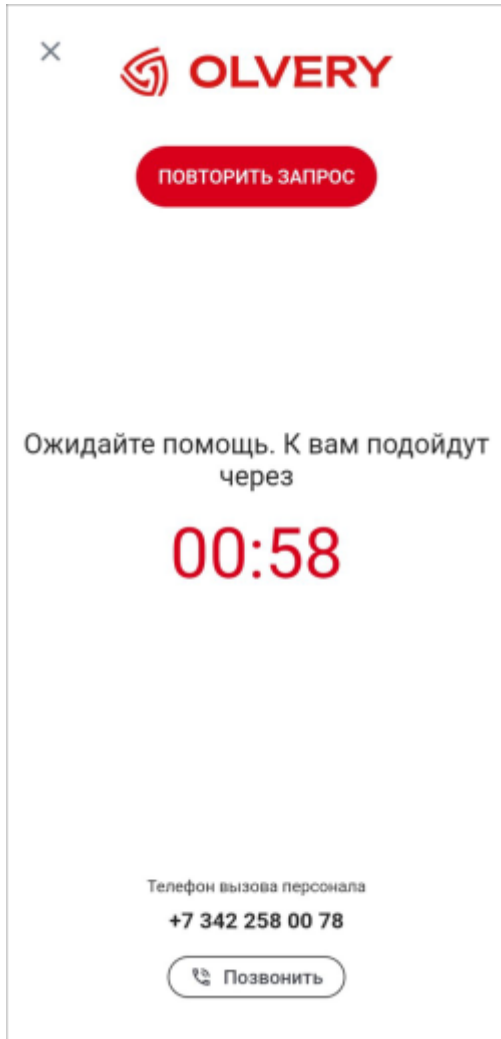 OLVERY
ПОВТОРИТЬ ЗАПРОС
Ожидайте помощь. К вам подойдут
через
00:58
Телефон вызова персонала
+7 342 258 00 78
Позвонить